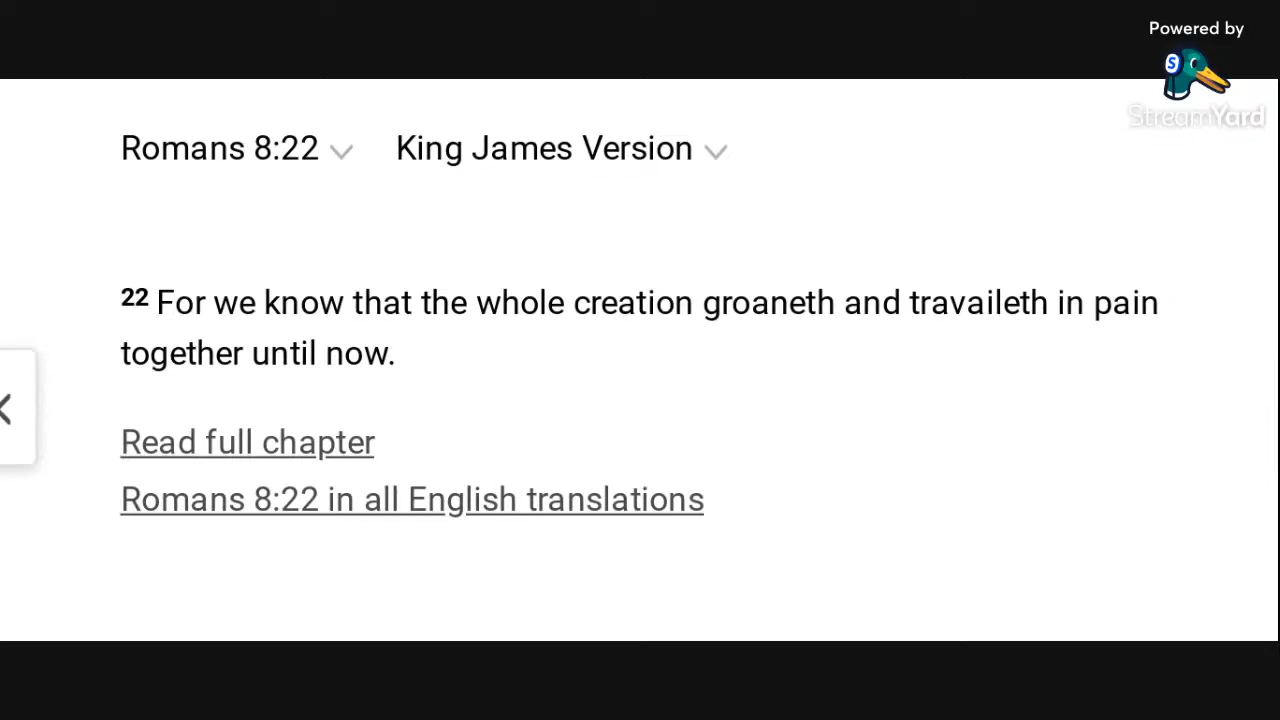 Powered by
S
StreamYard
Romans 8:22 King James Version
22 For we know that the whole creation groaneth and travaileth in pain
together until now.
Read full chapter
Romans 8:22 in all English translations